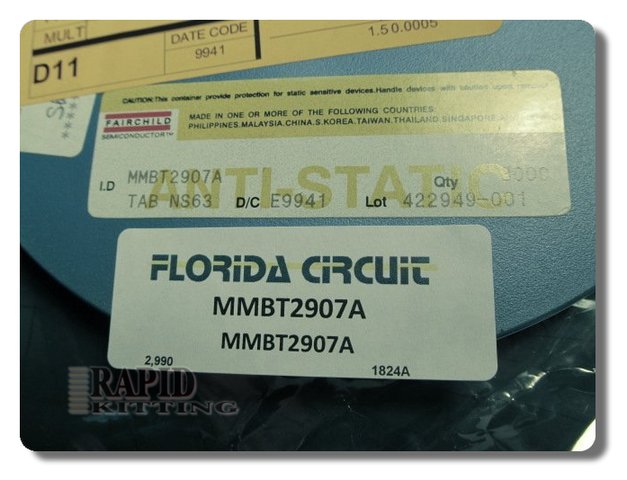 MULT
DATE CODE
9941
1.50.0005
D11
CAUTION:This container provide protection for static sensitive devices.Handle devices with caution upon removal
FAIRCHILD
SEMICONDUCTOR™
MADE IN ONE OR MORE OF THE FOLLOWING COUNTRIES:
PHILIPPINES.MALAYSIA.CHINA.S.KOREA.TAIWAN.THAILAND.SINGAPORE
ANTI-STATIC
I.D MMBT2907A Qty
TAB NS63 D/C E9941 Lot 422949-001
FLORIDA CIRCUIT
MMBT2907A
MMBT2907A
2,990 1824A
RAPID
KITTING